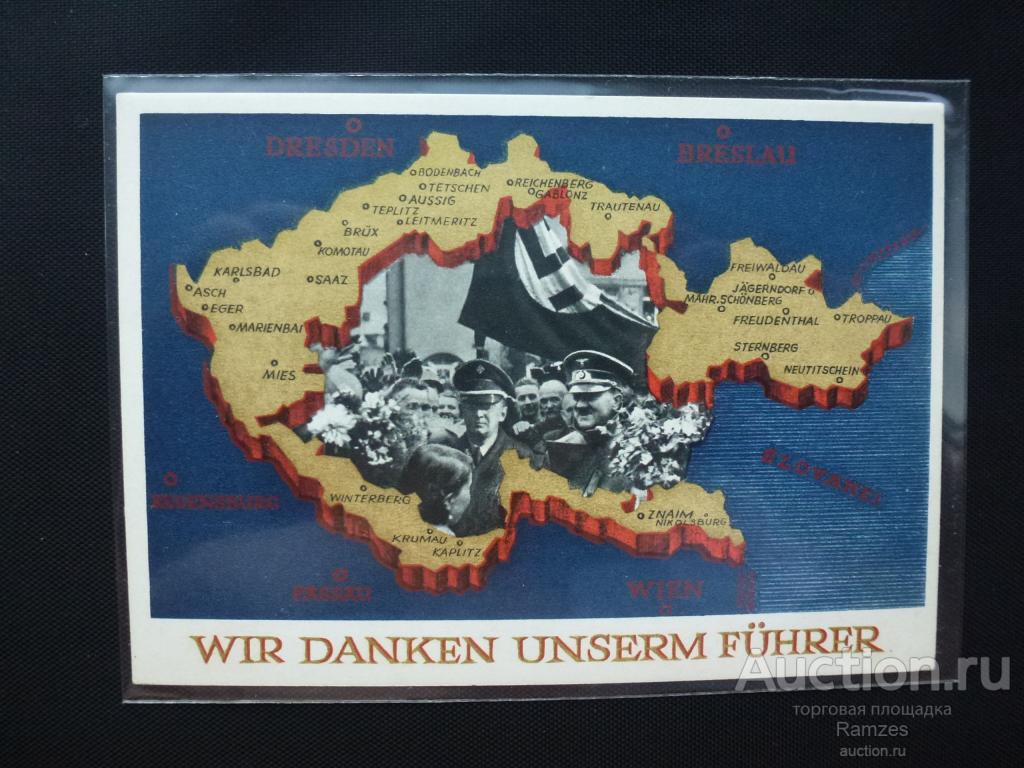 DRESDEN
BRESLAU
BODENBACH
TETSCHEN
REICHENBERG
GABLONZ
AUSSIG
TEPLITZ
LEITMERITZ
TRAUTENAU
BRÜX
KOMOTAU
KARLSBAD
SAAZ
ASCH
EGER
MARIENBAD
MIES
FREIWALDAU
JÄGERNDORF
MÄHR.SCHÖNBERG
FREUDENTHAL
TROPPAU
STERNBERG
NEUTITSCHEIN
SLOWAKEI
REGENSBURG
WINTERBERG
ZNAIM
NIKOLSBURG
KRUMAU
KAPLITZ
PASSAU
WIEN
WIR DANKEN UNSERM FÜHRER
Auction.ru
торговая площадка
Ramzes
auction.ru